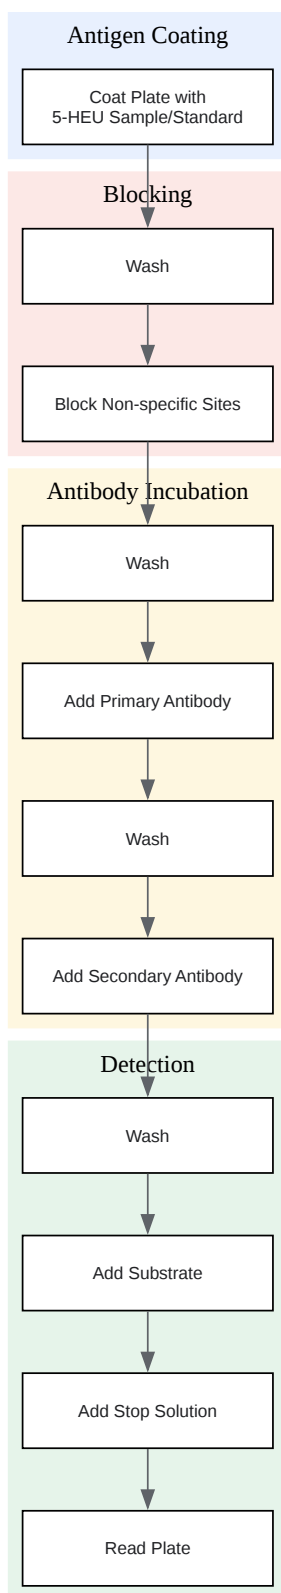 Antigen Coating
Coat Plate with
5-HEU Sample/Standard
Blocking
Wash
Block Non-specific Sites
Antibody Incubation
Wash
Add Primary Antibody
Wash
Add Secondary Antibody
Detection
Wash
Add Substrate
Add Stop Solution
Read Plate